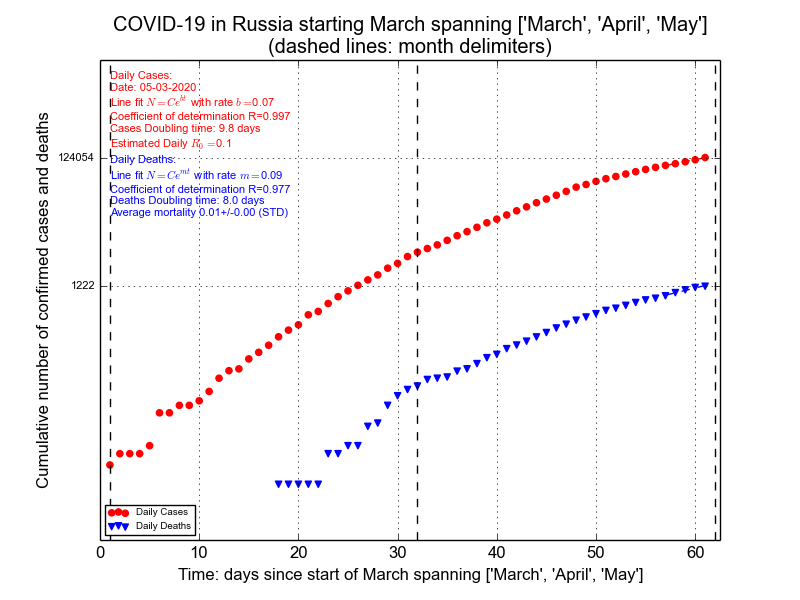 COVID-19 in Russia starting March spanning ['March', 'April', 'May']
(dashed lines: month delimiters)
Daily Cases:
Date: 05-03-2020
Line fit N = Ce^{bt} with rate b =0.07
Coefficient of determination R=0.997
Cases Doubling time: 9.8 days
Estimated Daily R_0 =0.1
Daily Deaths:
Line fit N = Ce^{mt} with rate m =0.09
Coefficient of determination R=0.977
Deaths Doubling time: 8.0 days
Average mortality 0.01+/-0.00 (STD)
Cumulative number of confirmed cases and deaths
124054
1222
Daily Cases
Daily Deaths
0 10 20 30 40 50 60
Time: days since start of March spanning ['March', 'April', 'May']